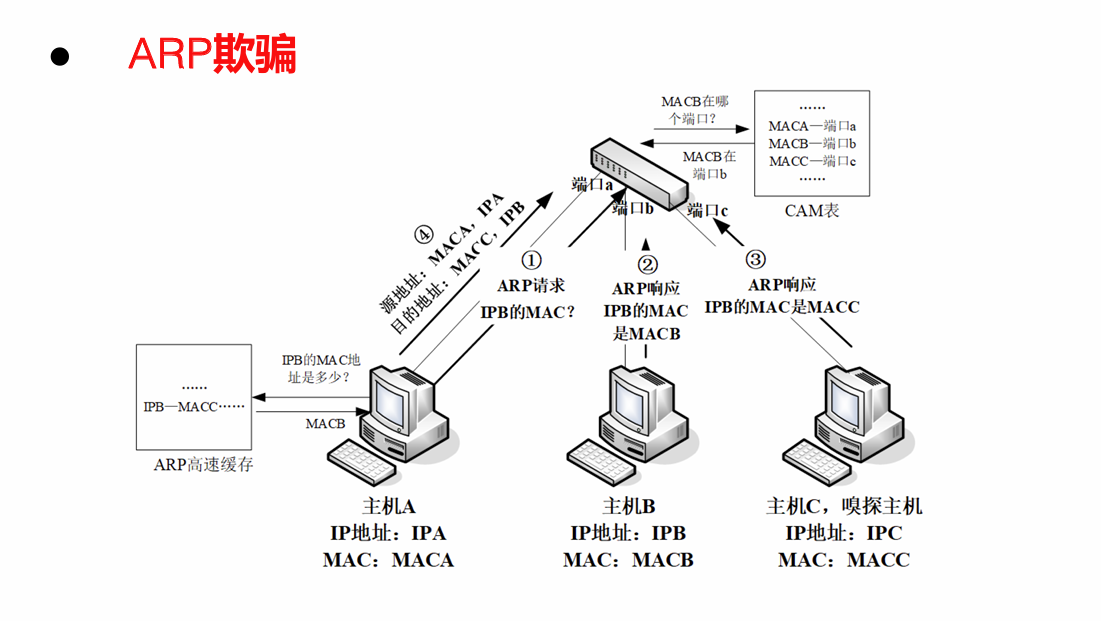 ARP欺骗
MACB在哪
个端口？
MACB在
端口b
……
MACA—端口a
MACB—端口b
MACC—端口c
……
CAM表
端口a
端口b
端口c
④
源地址：MACA，IPA
目的地址：MACC，IPB
①
ARP请求
IPB的MAC？
②
ARP响应
IPB的MAC
是MACB
③
ARP响应
IPB的MAC是MACC
……
IPB—MACC……
ARP高速缓存
IPB的MAC地
址是多少？
MACB
主机A
IP地址：IPA
MAC：MACA
主机B
IP地址：IPB
MAC：MACB
主机C，嗅探主机
IP地址：IPC
MAC：MACC